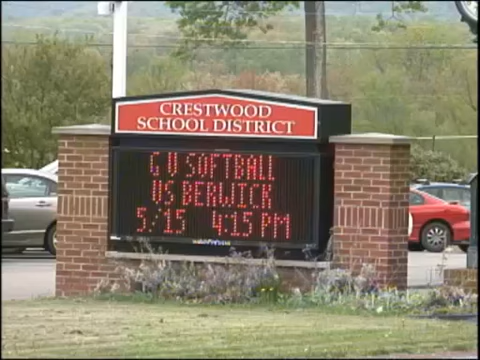 CRESTWOOD
SCHOOL DISTRICT
G V SOFTBALL
VS BERWICK
5/15 4:15 PM